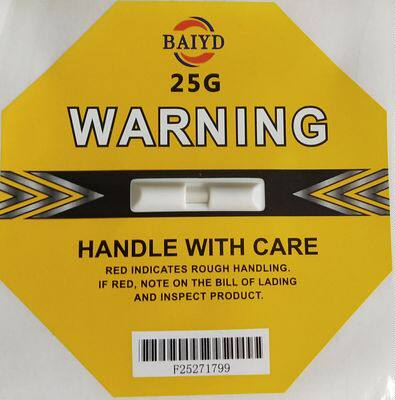 BAIYD
25G
WARNING
HANDLE WITH CARE
RED INDICATES ROUGH HANDLING.
IF RED, NOTE ON THE BILL OF LADING
AND INSPECT PRODUCT.
F25271799